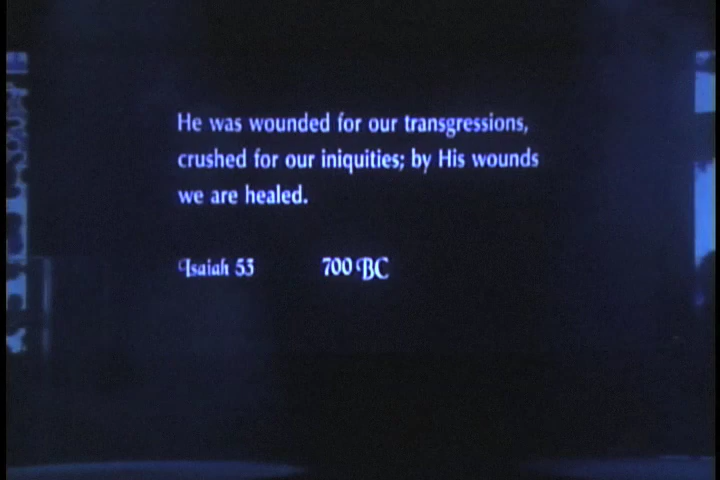 He was wounded for our transgressions,
crushed for our iniquities; by His wounds
we are healed.
Isaiah 53 700 BC